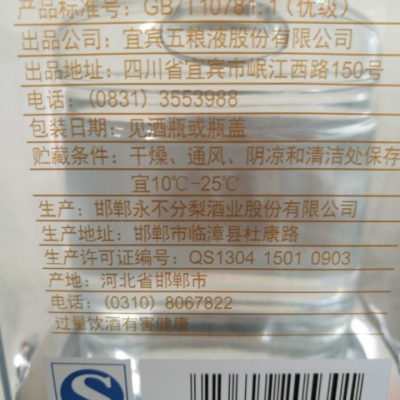 产品标准号：GB/T10781.1（优级）
出品公司：宜宾五粮液股份有限公司
出品地址：四川省宜宾市岷江西路150号
电话：(0831) 3553988
包装日期：见酒瓶或瓶盖
贮藏条件：干燥、通风、阴凉和清洁处保存
宜10℃-25℃
生产：邯郸永不分梨酒业股份有限公司
生产地址：邯郸市临漳县杜康路
生产许可证编号：QS1304 1501 0903
产地：河北省邯郸市
电话：(0310) 8067822
过量饮酒有害健康